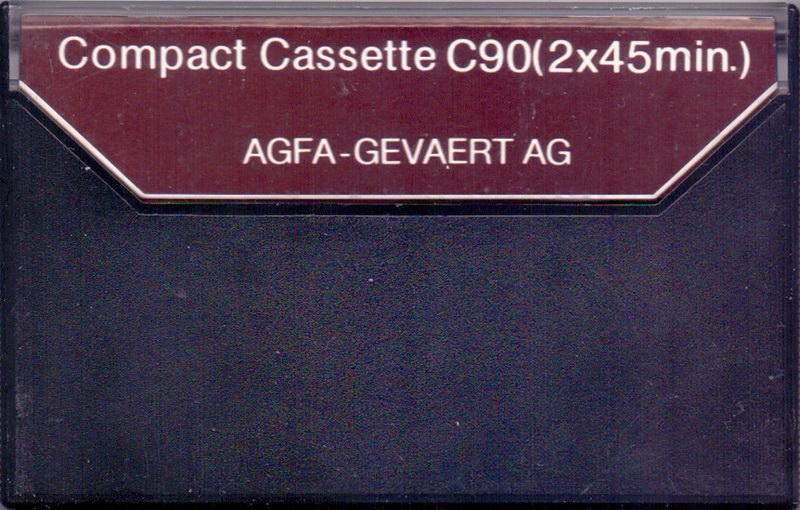 Compact Cassette C90(2x45min.)
AGFA-GEVAERT AG